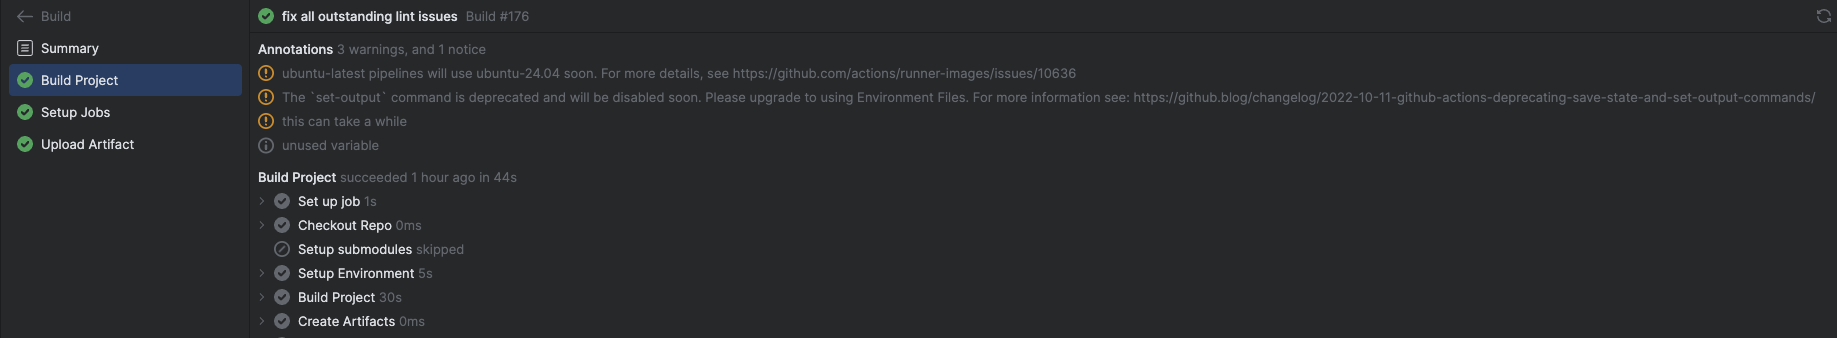 Build
Summary
Build Project
Setup Jobs
Upload Artifact
fix all outstanding lint issues Build #176
Annotations 3 warnings, and 1 notice
ubuntu-latest pipelines will use ubuntu-24.04 soon. For more details, see https://github.com/actions/runner-images/issues/10636
The `set-output` command is deprecated and will be disabled soon. Please upgrade to using Environment Files. For more information see: https://github.blog/changelog/2022-10-11-github-actions-deprecating-save-state-and-set-output-commands/
this can take a while
unused variable
Build Project succeeded 1 hour ago in 44s
Set up job 1s
Checkout Repo 0ms
Setup submodules skipped
Setup Environment 5s
Build Project 30s
Create Artifacts 0ms